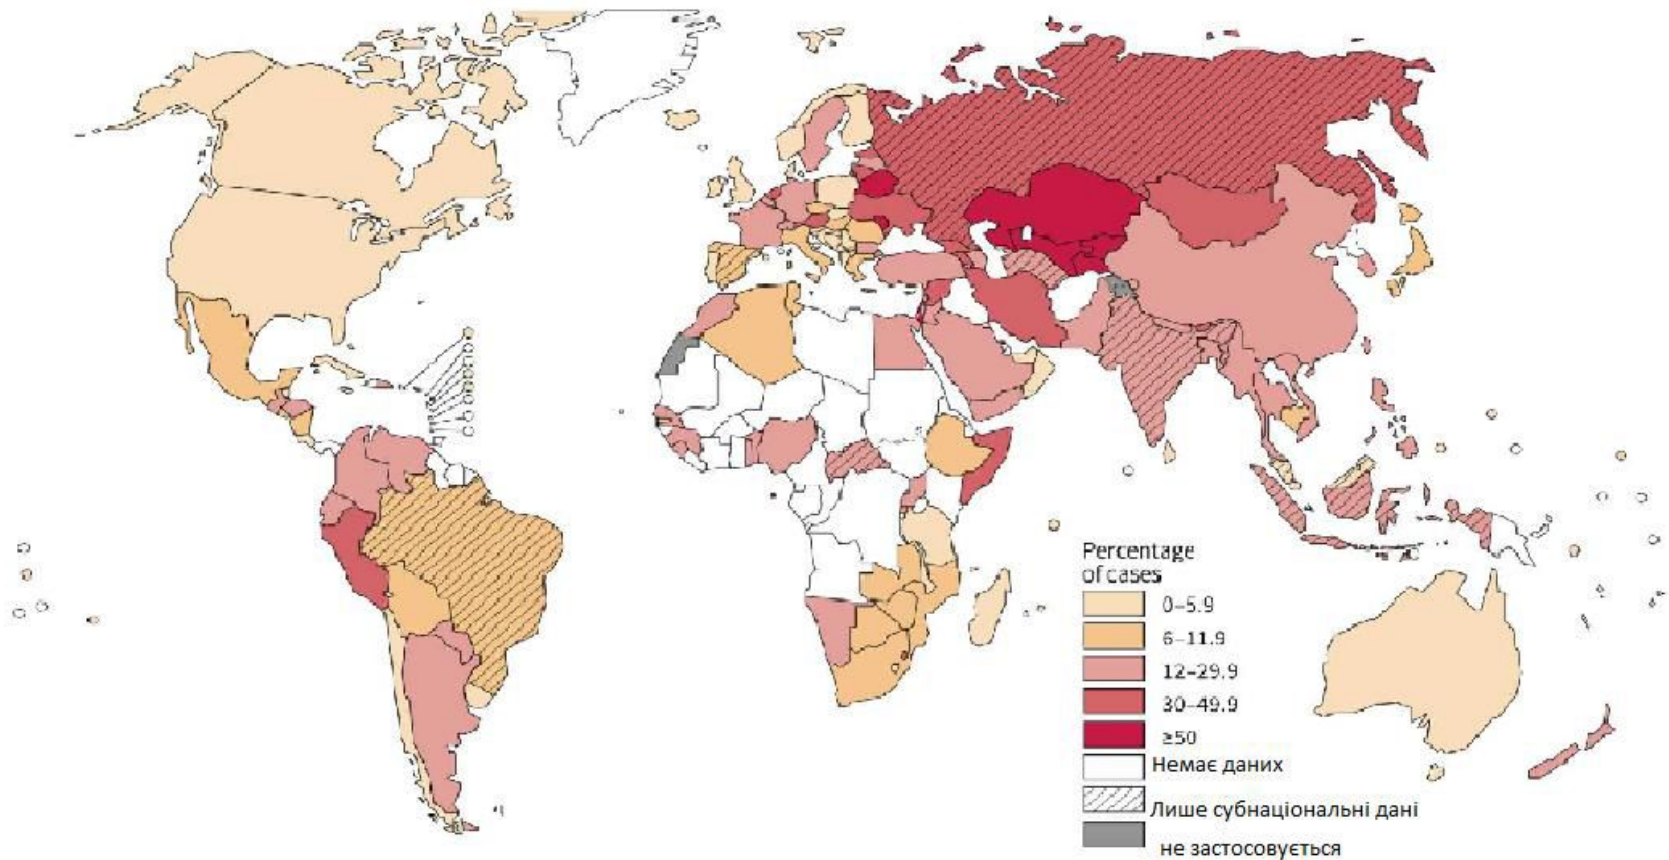 Percentage
of cases
0–5.9
6–11.9
12–29.9
30–49.9
≥50
Немає даних
Лише субнаціональні дані
не застосовується